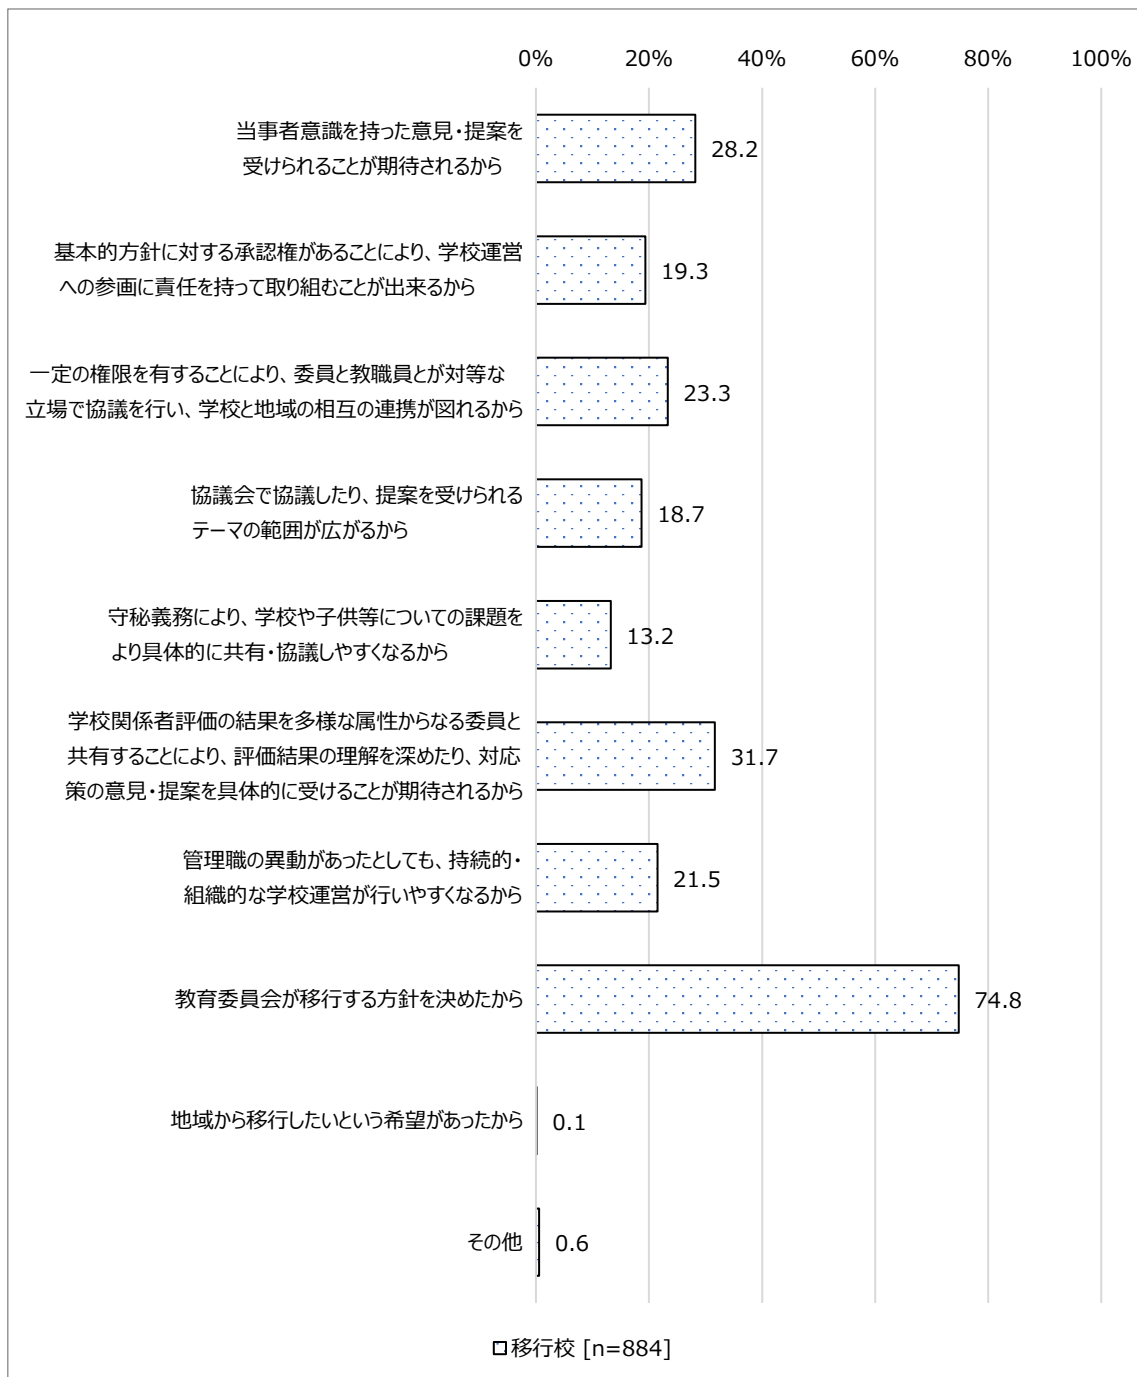 0% 20% 40% 60% 80% 100%
当事者意識を持った意見・提案を
受けられることが期待されるから
28.2
基本的方針に対する承認権があることにより、学校運営
への参画に責任を持って取り組むことが出来るから
19.3
一定の権限を有することにより、委員と教職員とが対等な
立場で協議を行い、学校と地域の相互の連携が図れるから
23.3
協議会で協議したり、提案を受けられる
テーマの範囲が広がるから
18.7
守秘義務により、学校や子供等についての課題を
より具体的に共有・協議しやすくなるから
13.2
学校関係者評価の結果を多様な属性からなる委員と
共有することにより、評価結果の理解を深めたり、対応
策の意見・提案を具体的に受けることが期待されるから
31.7
管理職の異動があったとしても、持続的・
組織的な学校運営が行いやすくなるから
21.5
教育委員会が移行する方針を決めたから
74.8
地域から移行したいという希望があったから
0.1
その他
0.6
移行校 [n=884]